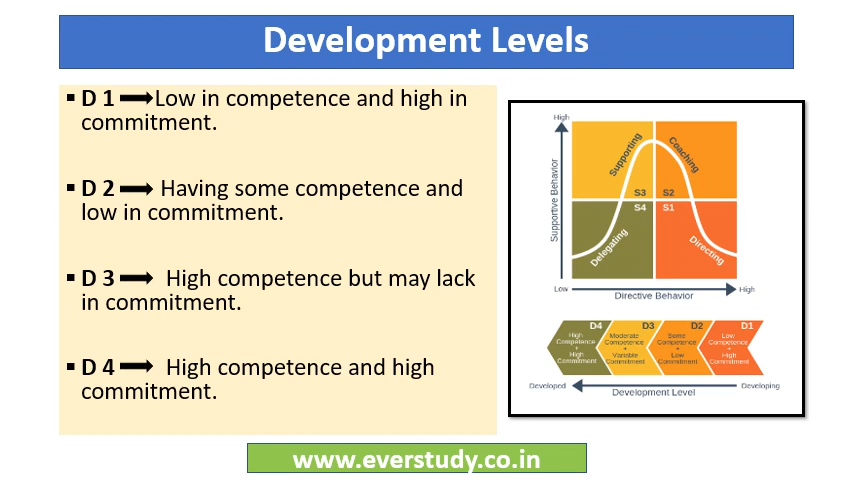 Development Levels
▪ D 1 ➡Low in competence and high in
commitment.
▪ D 2 ➡ Having some competence and
low in commitment.
▪ D 3 ➡ High competence but may lack
in commitment.
▪ D 4 ➡ High competence and high
commitment.
High
Supportive Behavior
Supporting
Coaching
S3 S2
S4 S1
Delegating
Directing
Low
Directive Behavior
High
D4
High
Competence
+
High
Commitment
D3
Moderate
Competence
+
Variable
Commitment
D2
Some
Competence
+
Low
Commitment
D1
Low
Competence
+
High
Commitment
Developed
Development Level
Developing
www.everstudy.co.in